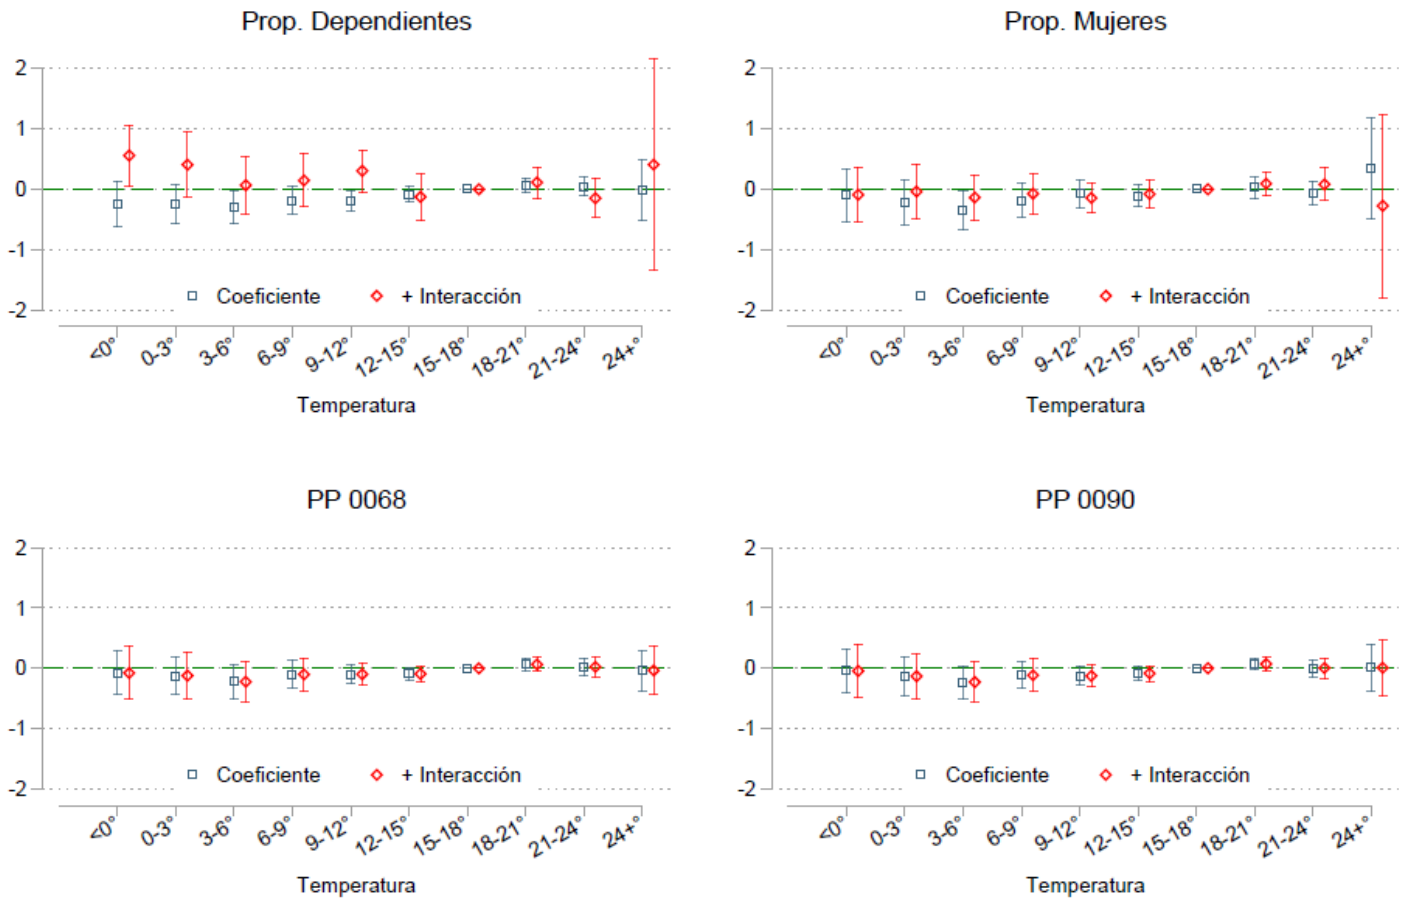 Prop. Dependientes
2
1
0
-1
-2
Coeficiente + Interacción
<0° 0-3° 3-6° 6-9° 9-12° 12-15° 15-18° 18-21° 21-24° 24+°
Temperatura
Prop. Mujeres
2
1
0
-1
-2
Coeficiente + Interacción
<0° 0-3° 3-6° 6-9° 9-12° 12-15° 15-18° 18-21° 21-24° 24+°
Temperatura
PP 0068
2
1
0
-1
-2
Coeficiente + Interacción
<0° 0-3° 3-6° 6-9° 9-12° 12-15° 15-18° 18-21° 21-24° 24+°
Temperatura
PP 0090
2
1
0
-1
-2
Coeficiente + Interacción
<0° 0-3° 3-6° 6-9° 9-12° 12-15° 15-18° 18-21° 21-24° 24+°
Temperatura